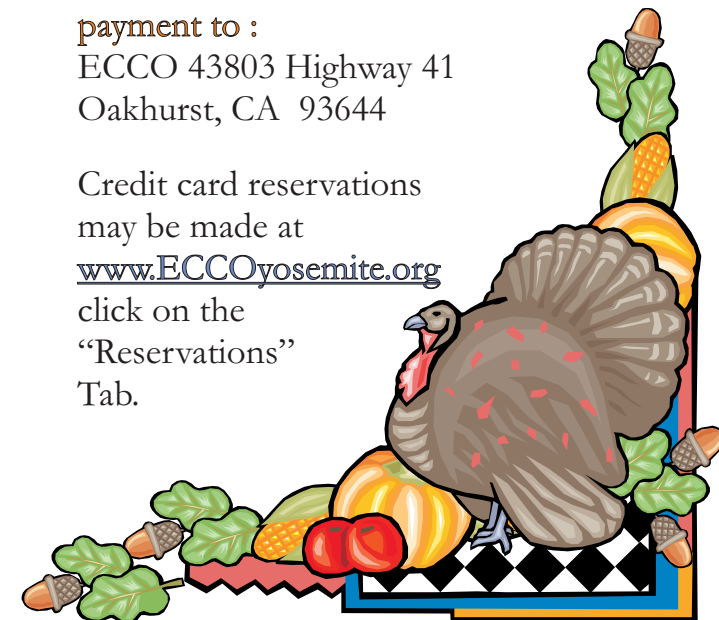 payment to :
ECCO 43803 Highway 41
Oakhurst, CA  93644
Credit card reservations
may be made at
www.ECCOyosemite.org
click on the
“Reservations”
Tab.